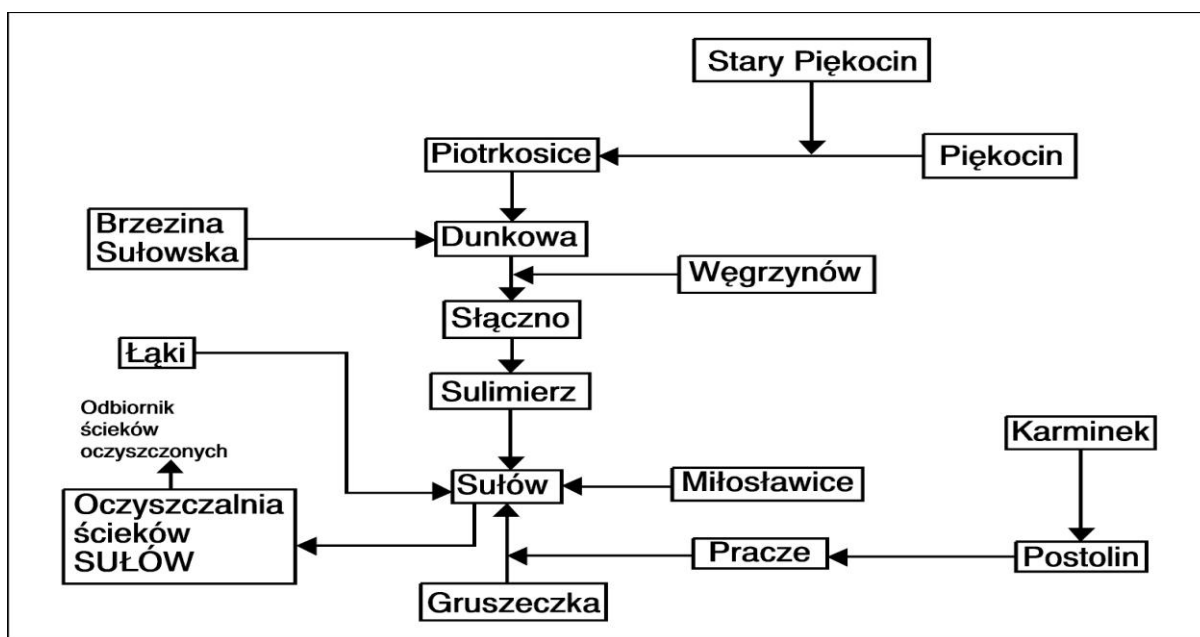 Stary Piękocin
Piotrkosice
Piękocin
Brzezina
Sułowska
Dunkowa
Węgrzynów
Słączno
Łąki
Sulimierz
Odbiornik
ścieków
oczyszczonych
Karminek
Sułów
Miłosławice
Oczyszczalnia
ścieków
SUŁÓW
Pracze
Postolin
Gruszeczka